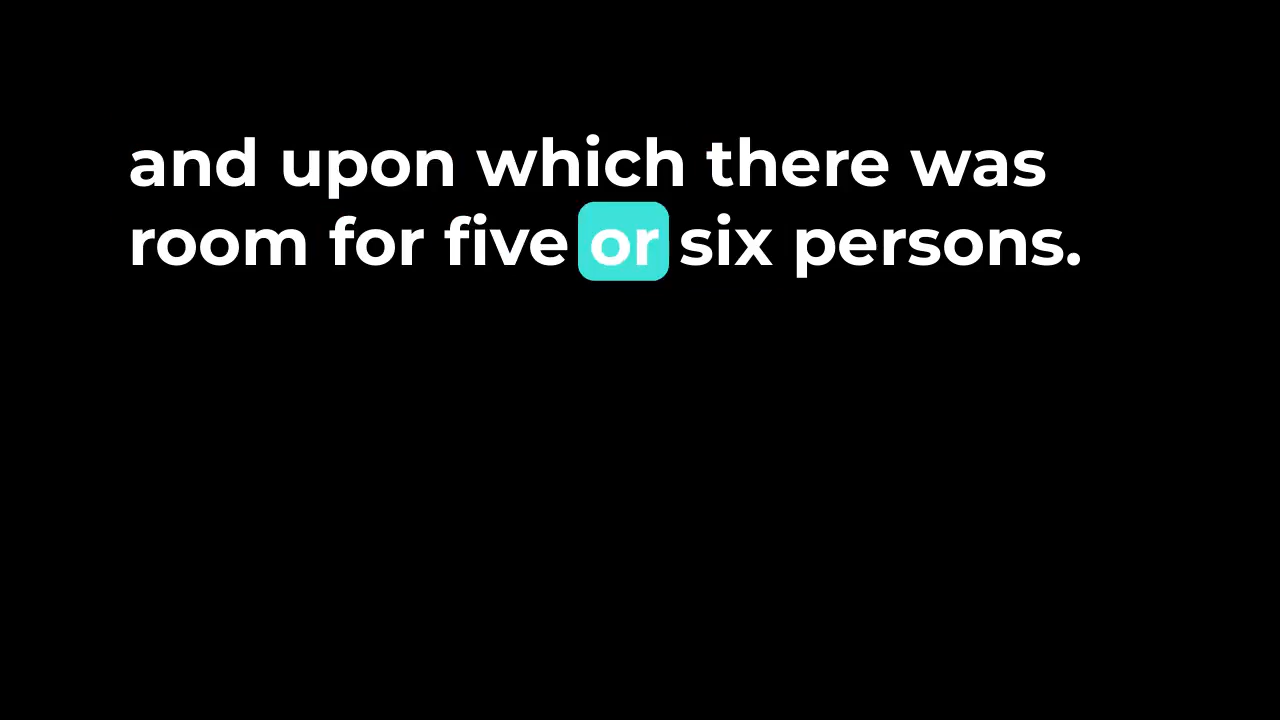 and upon which there was
room for five or six persons.